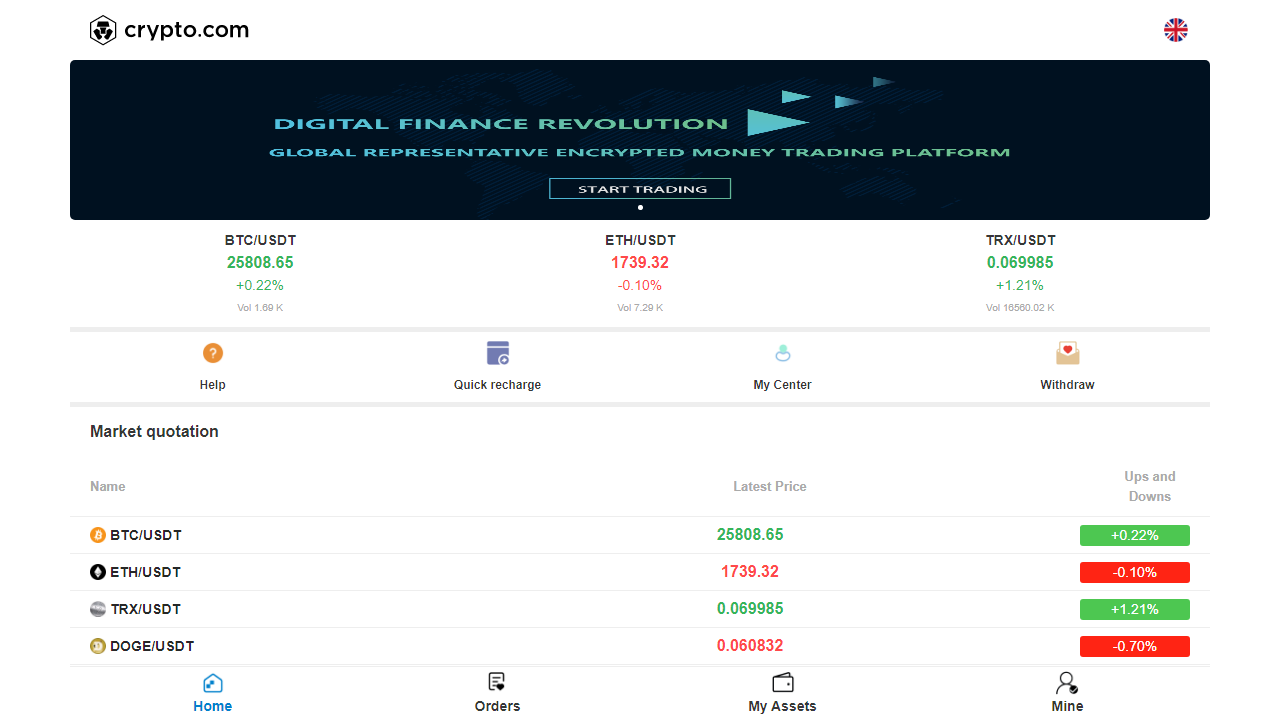 crypto.com
DIGITAL FINANCE REVOLUTION
GLOBAL REPRESENTATIVE ENCRYPTED MONEY TRADING PLATFORM
START TRADING
BTC/USDT ETH/USDT TRX/USDT
25808.65 1739.32 0.069985
+0.22% -0.10% +1.21%
Vol 1.69 K Vol 7.29 K Vol 16560.02 K
Help Quick recharge My Center Withdraw
Market quotation
Name Latest Price Ups and
Downs
BTC/USDT 25808.65 +0.22%
ETH/USDT 1739.32 -0.10%
TRX/USDT 0.069985 +1.21%
DOGE/USDT 0.060832 -0.70%
Home Orders My Assets Mine